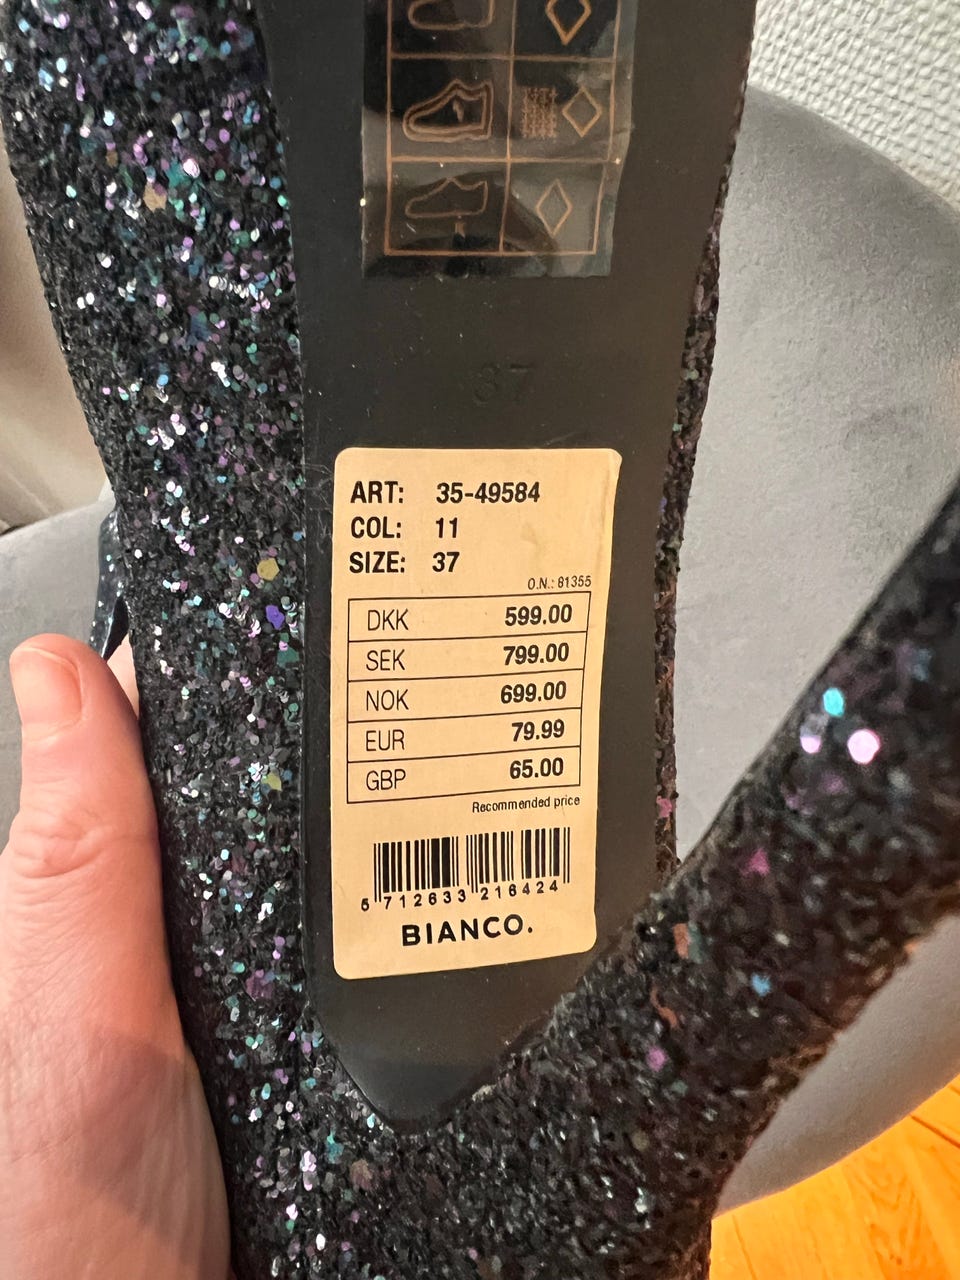 37
ART: 35-49584
COL: 11
SIZE: 37
O.N.: 81355
DKK 599.00
SEK 799.00
NOK 699.00
EUR 79.99
GBP 65.00
Recommended price
5 712633 216424
BIANCO.